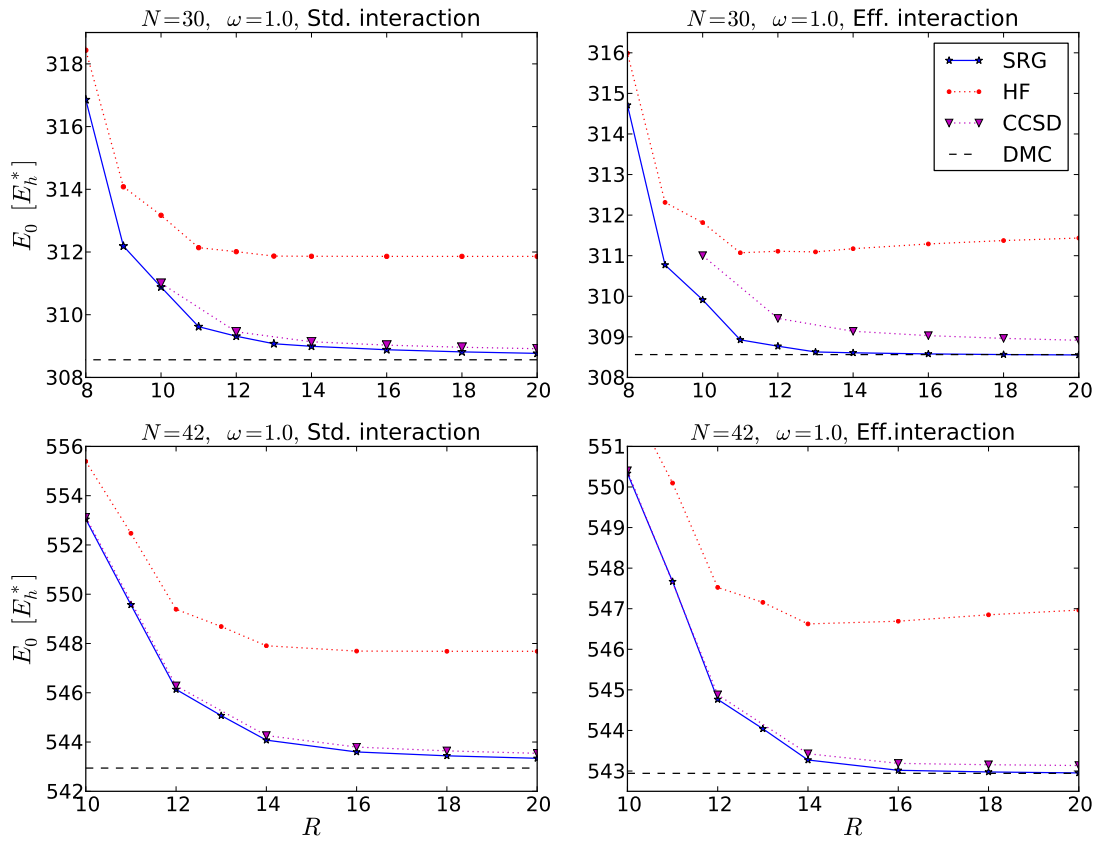 N=30, ω=1.0, Std. interaction
318
316
314
312
310
308
E₀ [E*ₕ]
8 10 12 14 16 18 20
N=30, ω=1.0, Eff. interaction
316
315
314
313
312
311
310
309
308
8 10 12 14 16 18 20
SRG
HF
CCSD
DMC
N=42, ω=1.0, Std. interaction
556
554
552
550
548
546
544
542
E₀ [E*ₕ]
10 12 14 16 18 20
R
N=42, ω=1.0, Eff.interaction
551
550
549
548
547
546
545
544
543
10 12 14 16 18 20
R